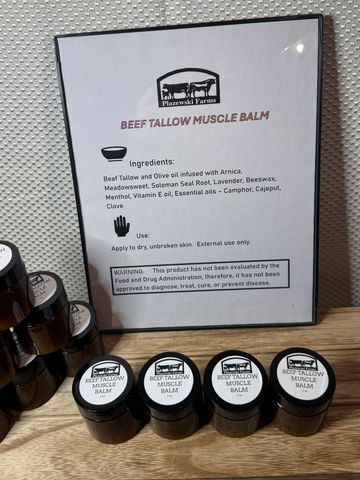 Plazewski Farms
BEEF TALLOW MUSCLE BALM
Ingredients:
Beef Tallow and Olive oil infused with Arnica,
Meadowsweet, Soloman Seal Root, Lavender, Beeswax,
Menthol, Vitamin E oil, Essential oils – Camphor, Cajeput,
Clove
Use:
Apply to dry, unbroken skin. External use only.
WARNING: This product has not been evaluated by the
Food and Drug Administration, therefore, it has not been
approved to diagnose, treat, cure, or prevent disease.
BEEF TALLOW
MUSCLE
BALM
BEEF TALLOW
MUSCLE
BALM
BEEF TALLOW
MUSCLE
BALM
BEEF TALLOW
MUSCLE
BALM